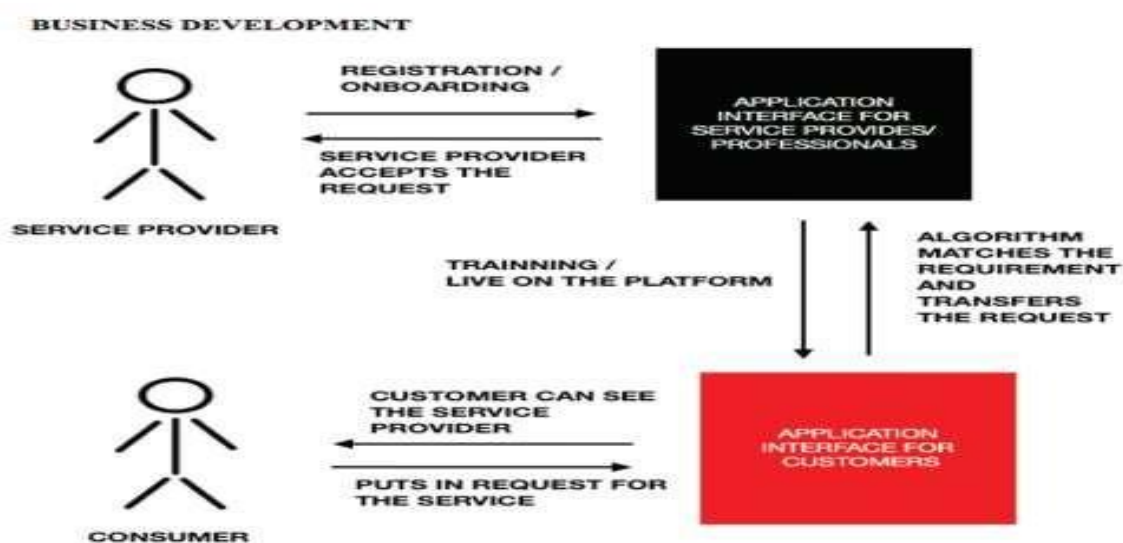 BUSINESS DEVELOPMENT
REGISTRATION /
ONBOARDING
SERVICE PROVIDER
ACCEPTS THE
REQUEST
SERVICE PROVIDER
APPLICATION
INTERFACE FOR
SERVICE PROVIDES/
PROFESSIONALS
TRAINNING /
LIVE ON THE PLATFORM
ALGORITHM
MATCHES THE
REQUIREMENT
AND
TRANSFERS
THE REQUEST
CUSTOMER CAN SEE
THE SERVICE
PROVIDER
PUTS IN REQUEST FOR
THE SERVICE
CONSUMER
APPLICATION
INTERFACE FOR
CUSTOMERS